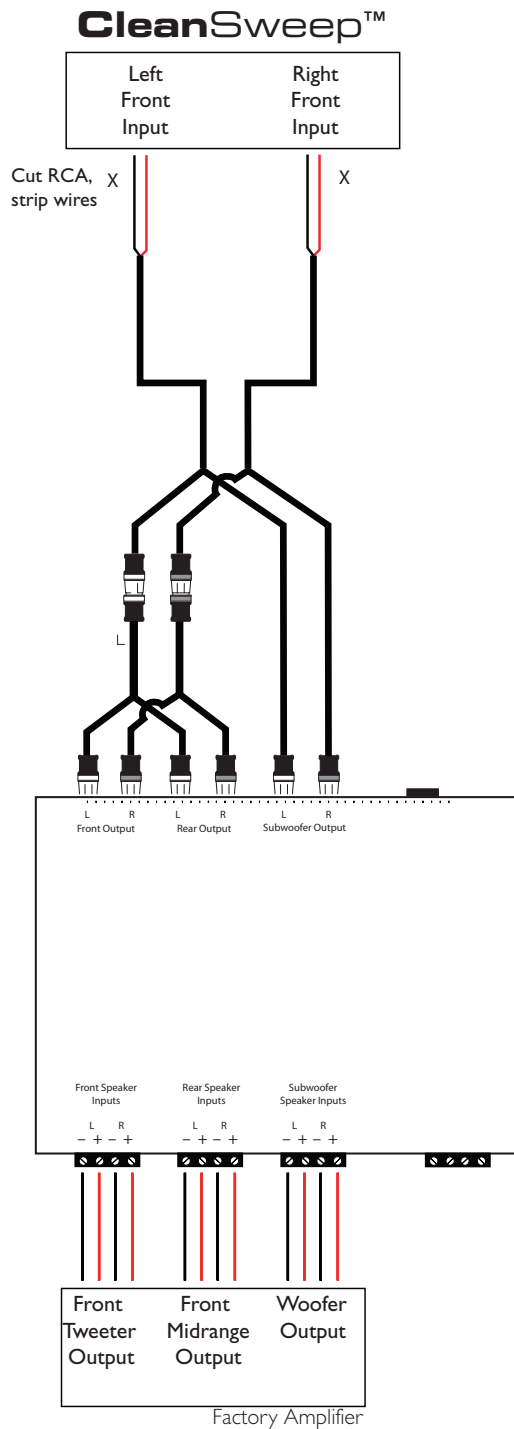 CleanSweep™
Left Right
Front Front
Input Input
Cut RCA, X X
strip wires
L
L
L R L R L R
Front Output Rear Output Subwoofer Output
Front Speaker Rear Speaker Subwoofer
Inputs Inputs Speaker Inputs
L R L R L R
– + – + – + – + – + – +
Front Front Woofer
Tweeter Midrange Output
Output Output
Factory Amplifier